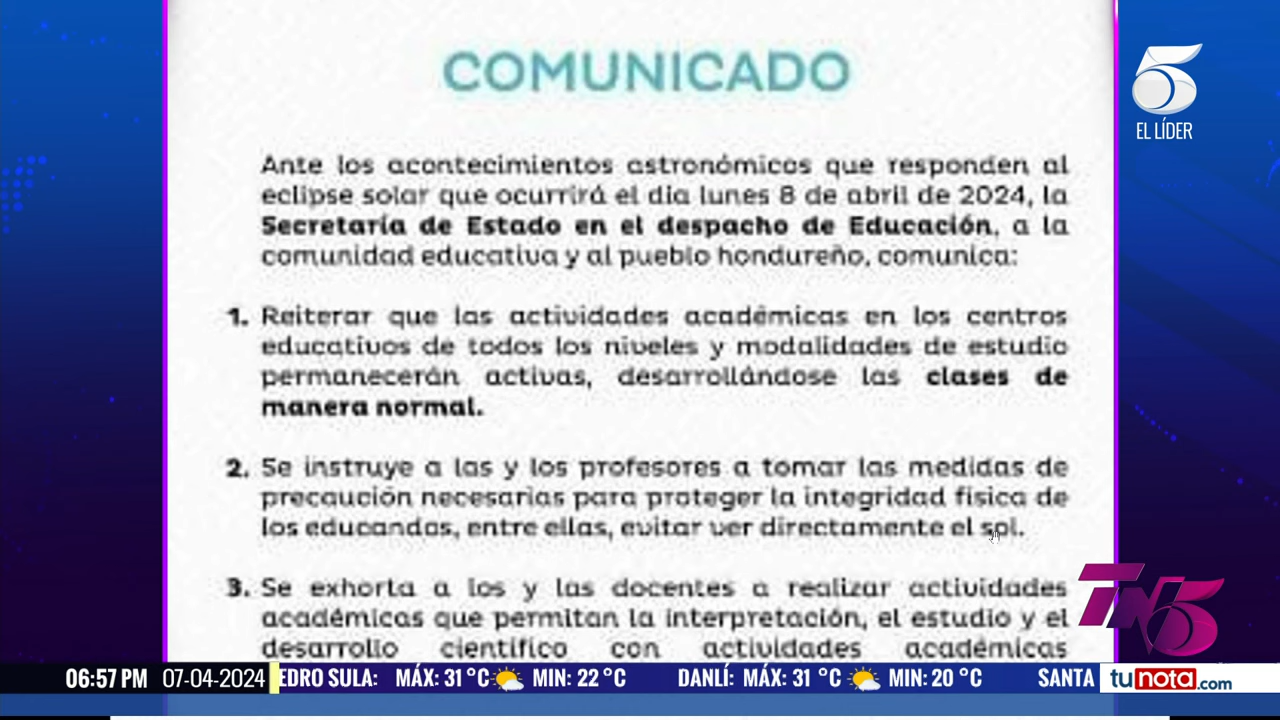 COMUNICADO
Ante los acontecimientos astronómicos que responden al
eclipse solar que ocurrirá el dia lunes 8 de abril de 2024, la
Secretaría de Estado en el despacho de Educación, a la
comunidad educativa y al pueblo hondureño, comunica:
1. Reiterar que las actividades académicas en los centros
educativos de todos los niveles y modalidades de estudio
permanecerán activas, desarrollándose las clases de
manera normal.
2. Se instruye a las y los profesores a tomar las medidas de
precaución necesarias para proteger la integridad física de
los educandos, entre ellas, evitar ver directamente el sol.
3. Se exhorta a los y las docentes a realizar actividades
académicas que permitan la interpretación, el estudio y el
desarrollo científico con actividades académicas
5
EL LÍDER
TN5
06:57 PM 07-04-2024 EDRO SULA: MÁX: 31 °C MIN: 22 °C DANLÍ: MÁX: 31 °C MIN: 20 °C SANTA tunota.com